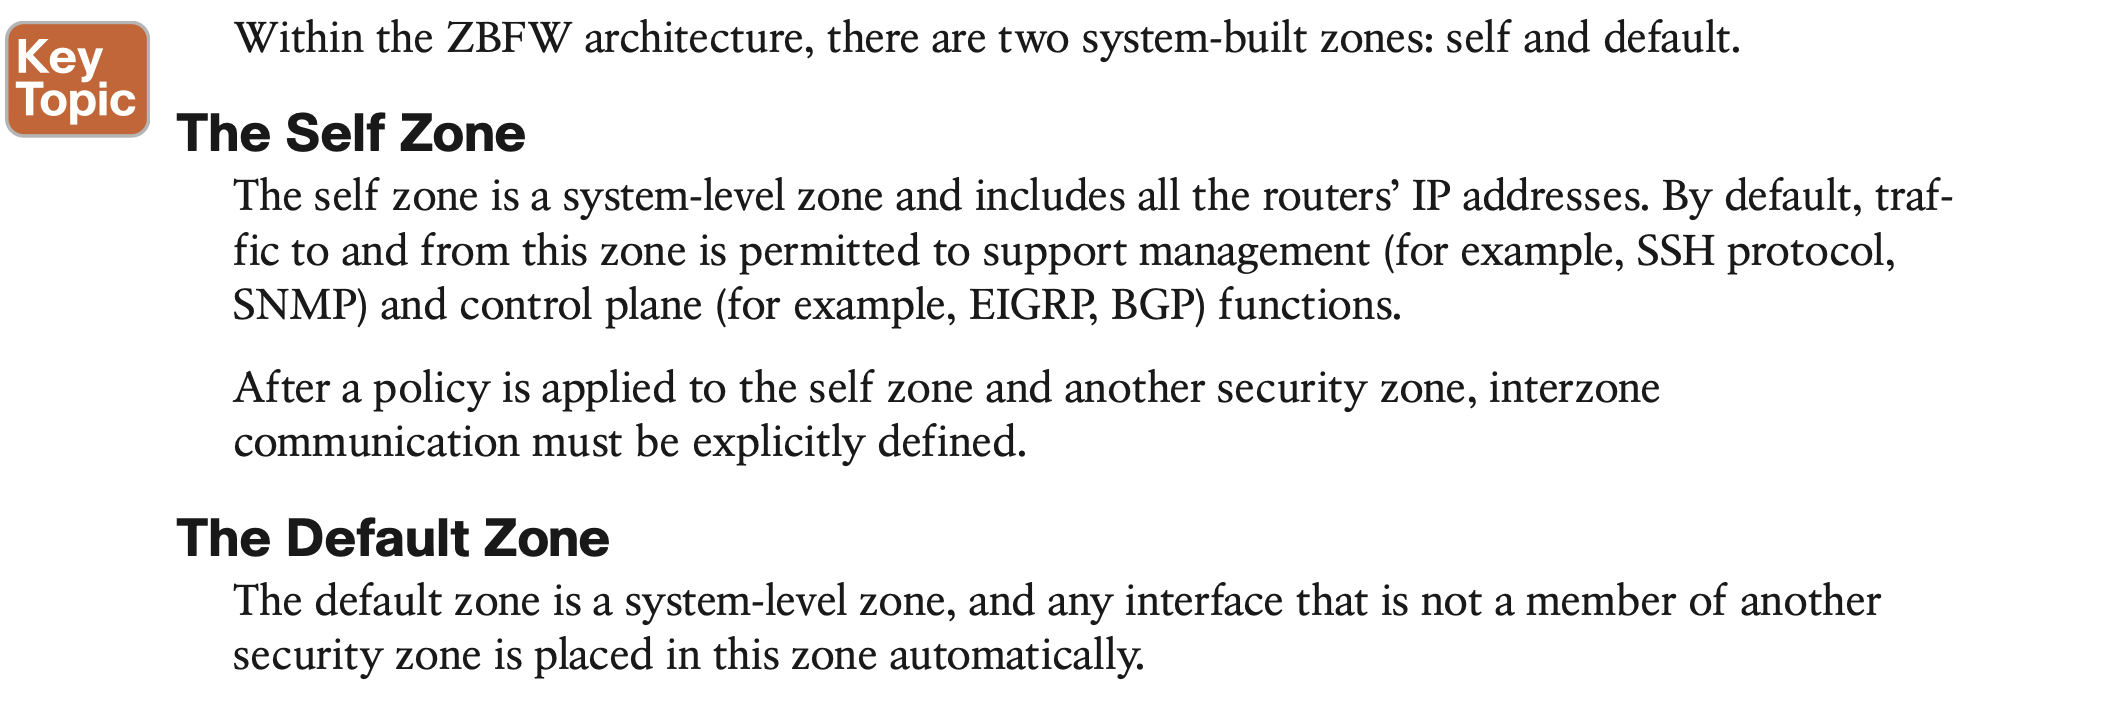 Key
Topic
Within the ZBFW architecture, there are two system-built zones: self and default.
The Self Zone
The self zone is a system-level zone and includes all the routers’ IP addresses. By default, traf-
fic to and from this zone is permitted to support management (for example, SSH protocol,
SNMP) and control plane (for example, EIGRP, BGP) functions.
After a policy is applied to the self zone and another security zone, interzone
communication must be explicitly defined.
The Default Zone
The default zone is a system-level zone, and any interface that is not a member of another
security zone is placed in this zone automatically.